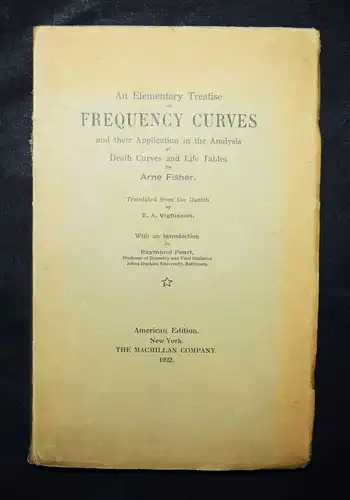 An Elementary Treatise
on
FREQUENCY CURVES
and their Application in the Analysis
of
Death Curves and Life Tables
by
Arne Fisher.
Translated from the Danish
by
E. A. Vigfusson.
With an Introduction
by
Raymond Pearl,
Professor of Biometry and Vital Statistics
Johns Hopkins University, Baltimore.
American Edition.
New York.
THE MACMILLAN COMPANY.
1922.